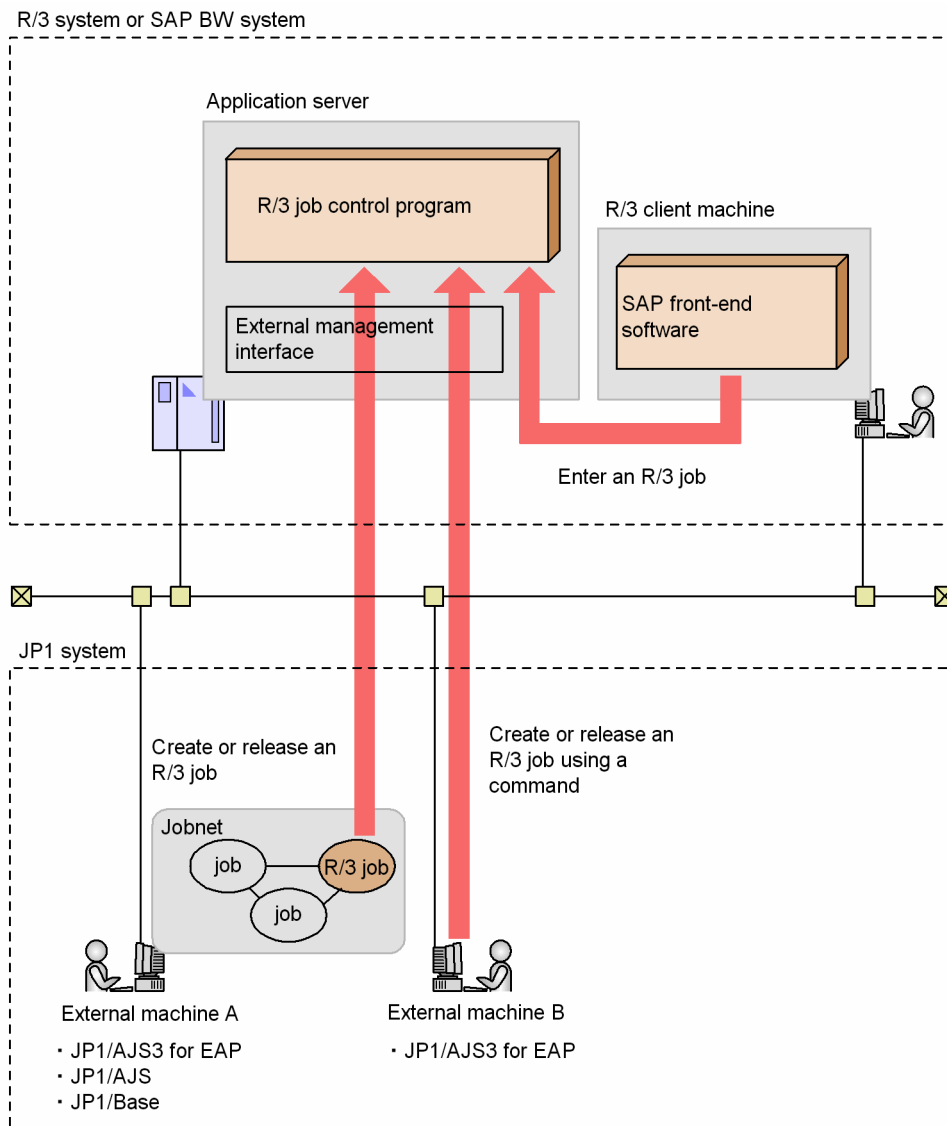 R/3 system or SAP BW system
Application server
R/3 job control program
R/3 client machine
SAP front-end
software
External management
interface
Enter an R/3 job
JP1 system
Create or release an
R/3 job
Create or release an
R/3 job using a
command
Jobnet
job
R/3 job
job
External machine A
・JP1/AJS3 for EAP
・JP1/AJS
・JP1/Base
External machine B
・JP1/AJS3 for EAP